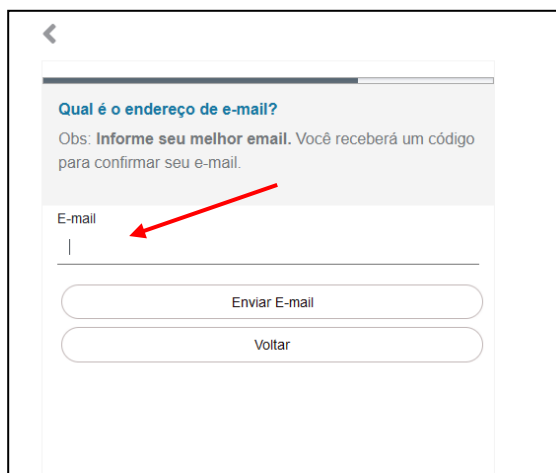 Qual é o endereço de e-mail?
Obs: Informe seu melhor email. Você receberá um código
para confirmar seu e-mail.
E-mail
Enviar E-mail
Voltar